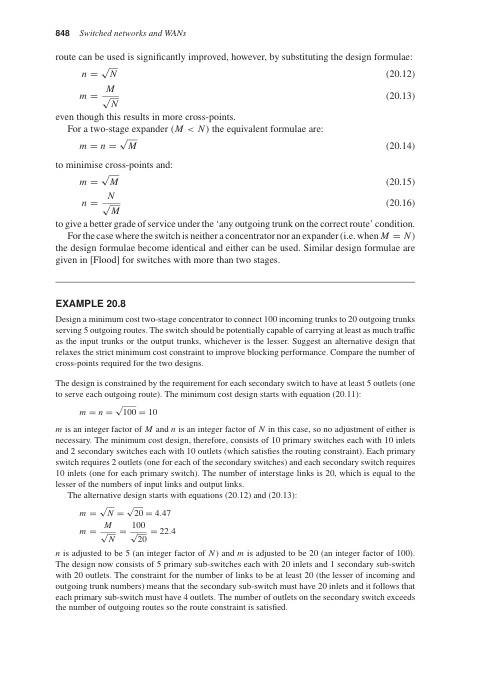 848 Switched networks and WANs
route can be used is significantly improved, however, by substituting the design formulae:
n = √N (20.12)
m = M/√N (20.13)
even though this results in more cross-points.
For a two-stage expander (M < N) the equivalent formulae are:
m = n = √M (20.14)
to minimise cross-points and:
m = √M (20.15)
n = N/√M (20.16)
to give a better grade of service under the ‘any outgoing trunk on the correct route’ condition.
For the case where the switch is neither a concentrator nor an expander (i.e. when M = N)
the design formulae become identical and either can be used. Similar design formulae are
given in [Flood] for switches with more than two stages.
EXAMPLE 20.8
Design a minimum cost two-stage concentrator to connect 100 incoming trunks to 20 outgoing trunks
serving 5 outgoing routes. The switch should be potentially capable of carrying at least as much traffic
as the input trunks or the output trunks, whichever is the lesser. Suggest an alternative design that
relaxes the strict minimum cost constraint to improve blocking performance. Compare the number of
cross-points required for the two designs.
The design is constrained by the requirement for each secondary switch to have at least 5 outlets (one
to serve each outgoing route). The minimum cost design starts with equation (20.11):
m = n = √100 = 10
m is an integer factor of M and n is an integer factor of N in this case, so no adjustment of either is
necessary. The minimum cost design, therefore, consists of 10 primary switches each with 10 inlets
and 2 secondary switches each with 10 outlets (which satisfies the routing constraint). Each primary
switch requires 2 outlets (one for each of the secondary switches) and each secondary switch requires
10 inlets (one for each primary switch). The number of interstage links is 20, which is equal to the
lesser of the numbers of input links and output links.
The alternative design starts with equations (20.12) and (20.13):
m = √N = √20 = 4.47
m = M/√N = 100/√20 = 22.4
n is adjusted to be 5 (an integer factor of N) and m is adjusted to be 20 (an integer factor of 100).
The design now consists of 5 primary sub-switches each with 20 inlets and 1 secondary sub-switch
with 20 outlets. The constraint for the number of links to be at least 20 (the lesser of incoming and
outgoing trunk numbers) means that the secondary sub-switch must have 20 inlets and it follows that
each primary sub-switch must have 4 outlets. The number of outlets on the secondary switch exceeds
the number of outgoing routes so the route constraint is satisfied.